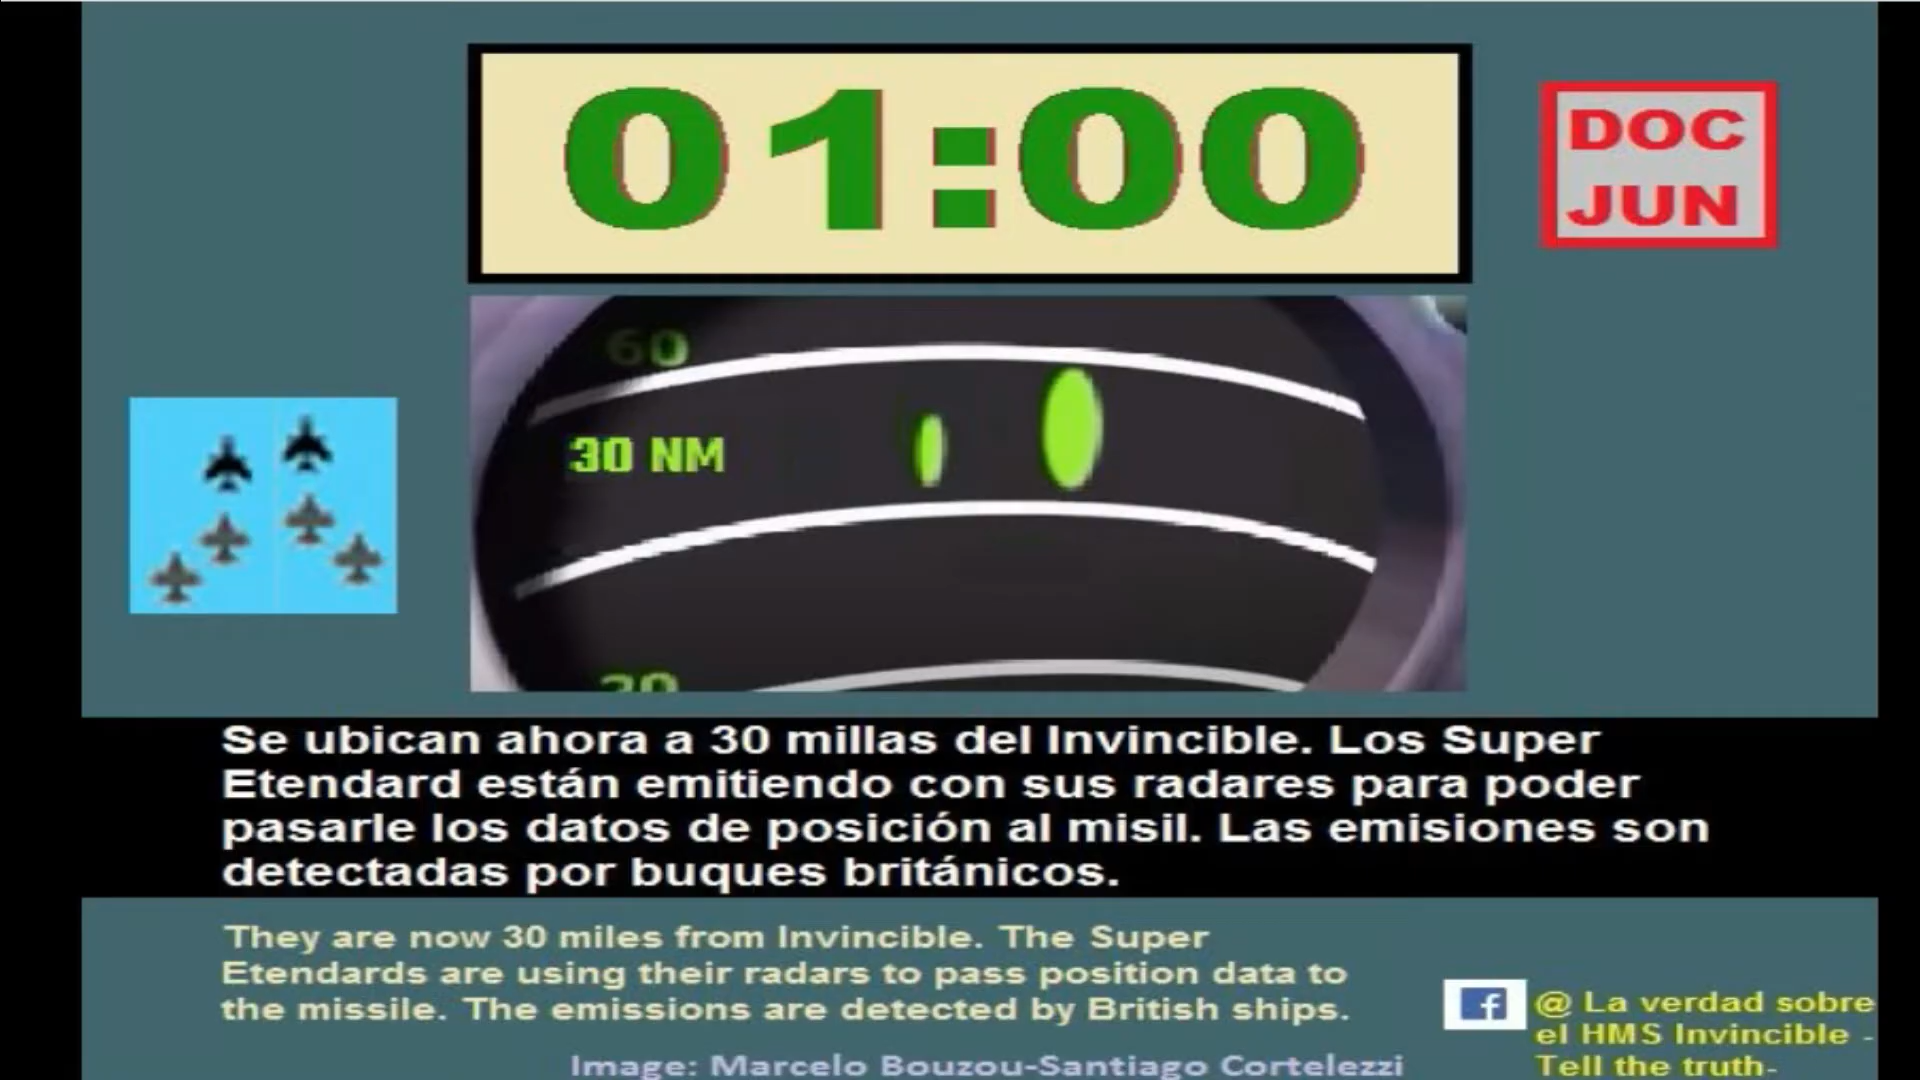 01:00
DOC
JUN
60
30 NM
Se ubican ahora a 30 millas del Invincible. Los Super
Etendard están emitiendo con sus radares para poder
pasarle los datos de posición al misil. Las emisiones son
detectadas por buques británicos.
They are now 30 miles from Invincible. The Super
Etendards are using their radars to pass position data to
the missile. The emissions are detected by British ships.
f
@ La verdad sobre
el HMS Invincible -
Tell the truth-
Image: Marcelo Bouzou-Santiago Cortelezzi